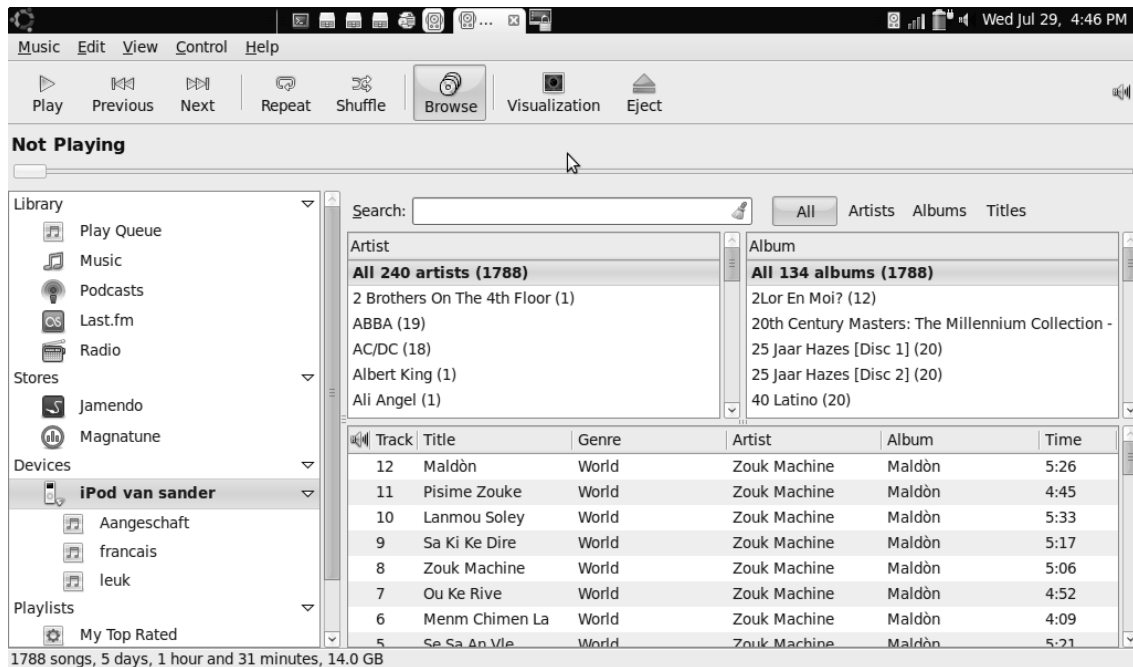 ... Wed Jul 29, 4:46 PM
Music Edit View Control Help
Play Previous Next Repeat Shuffle Browse Visualization Eject
Not Playing
Library
Play Queue
Music
Podcasts
Last.fm
Radio
Stores
Jamendo
Magnatune
Devices
iPod van sander
Aangeschaft
francais
leuk
Playlists
My Top Rated
Search: All Artists Albums Titles
Artist
All 240 artists (1788)
2 Brothers On The 4th Floor (1)
ABBA (19)
AC/DC (18)
Albert King (1)
Ali Angel (1)
Album
All 134 albums (1788)
2Lor En Moi? (12)
20th Century Masters: The Millennium Collection -
25 Jaar Hazes [Disc 1] (20)
25 Jaar Hazes [Disc 2] (20)
40 Latino (20)
Track Title Genre Artist Album Time
12 Maldòn World Zouk Machine Maldòn 5:26
11 Pisime Zouke World Zouk Machine Maldòn 4:45
10 Lanmou Soley World Zouk Machine Maldòn 5:33
9 Sa Ki Ke Dire World Zouk Machine Maldòn 5:17
8 Zouk Machine World Zouk Machine Maldòn 5:06
7 Ou Ke Rive World Zouk Machine Maldòn 4:52
6 Menm Chimen La World Zouk Machine Maldòn 4:09
5 Se Sa An Vle World Zouk Machine Maldòn 5:21
1788 songs, 5 days, 1 hour and 31 minutes, 14.0 GB